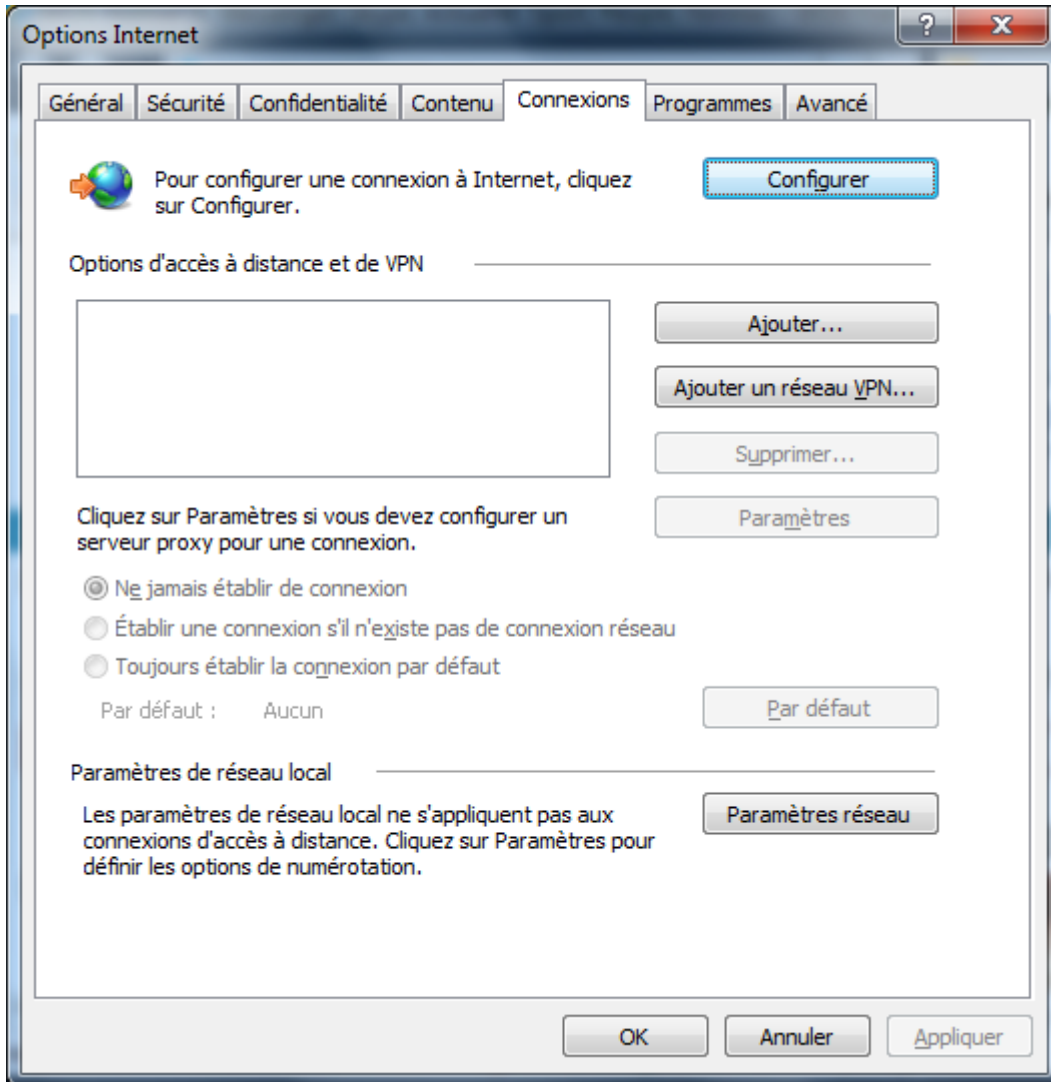 Options Internet
Général Sécurité Confidentialité Contenu Connexions Programmes Avancé
Pour configurer une connexion à Internet, cliquez
sur Configurer.
Configurer
Options d'accès à distance et de VPN
Ajouter...
Ajouter un réseau VPN...
Supprimer...
Cliquez sur Paramètres si vous devez configurer un
serveur proxy pour une connexion.
Paramètres
Ne jamais établir de connexion
Établir une connexion s'il n'existe pas de connexion réseau
Toujours établir la connexion par défaut
Par défaut : Aucun
Par défaut
Paramètres de réseau local
Les paramètres de réseau local ne s'appliquent pas aux
connexions d'accès à distance. Cliquez sur Paramètres pour
définir les options de numérotation.
Paramètres réseau
OK Annuler Appliquer